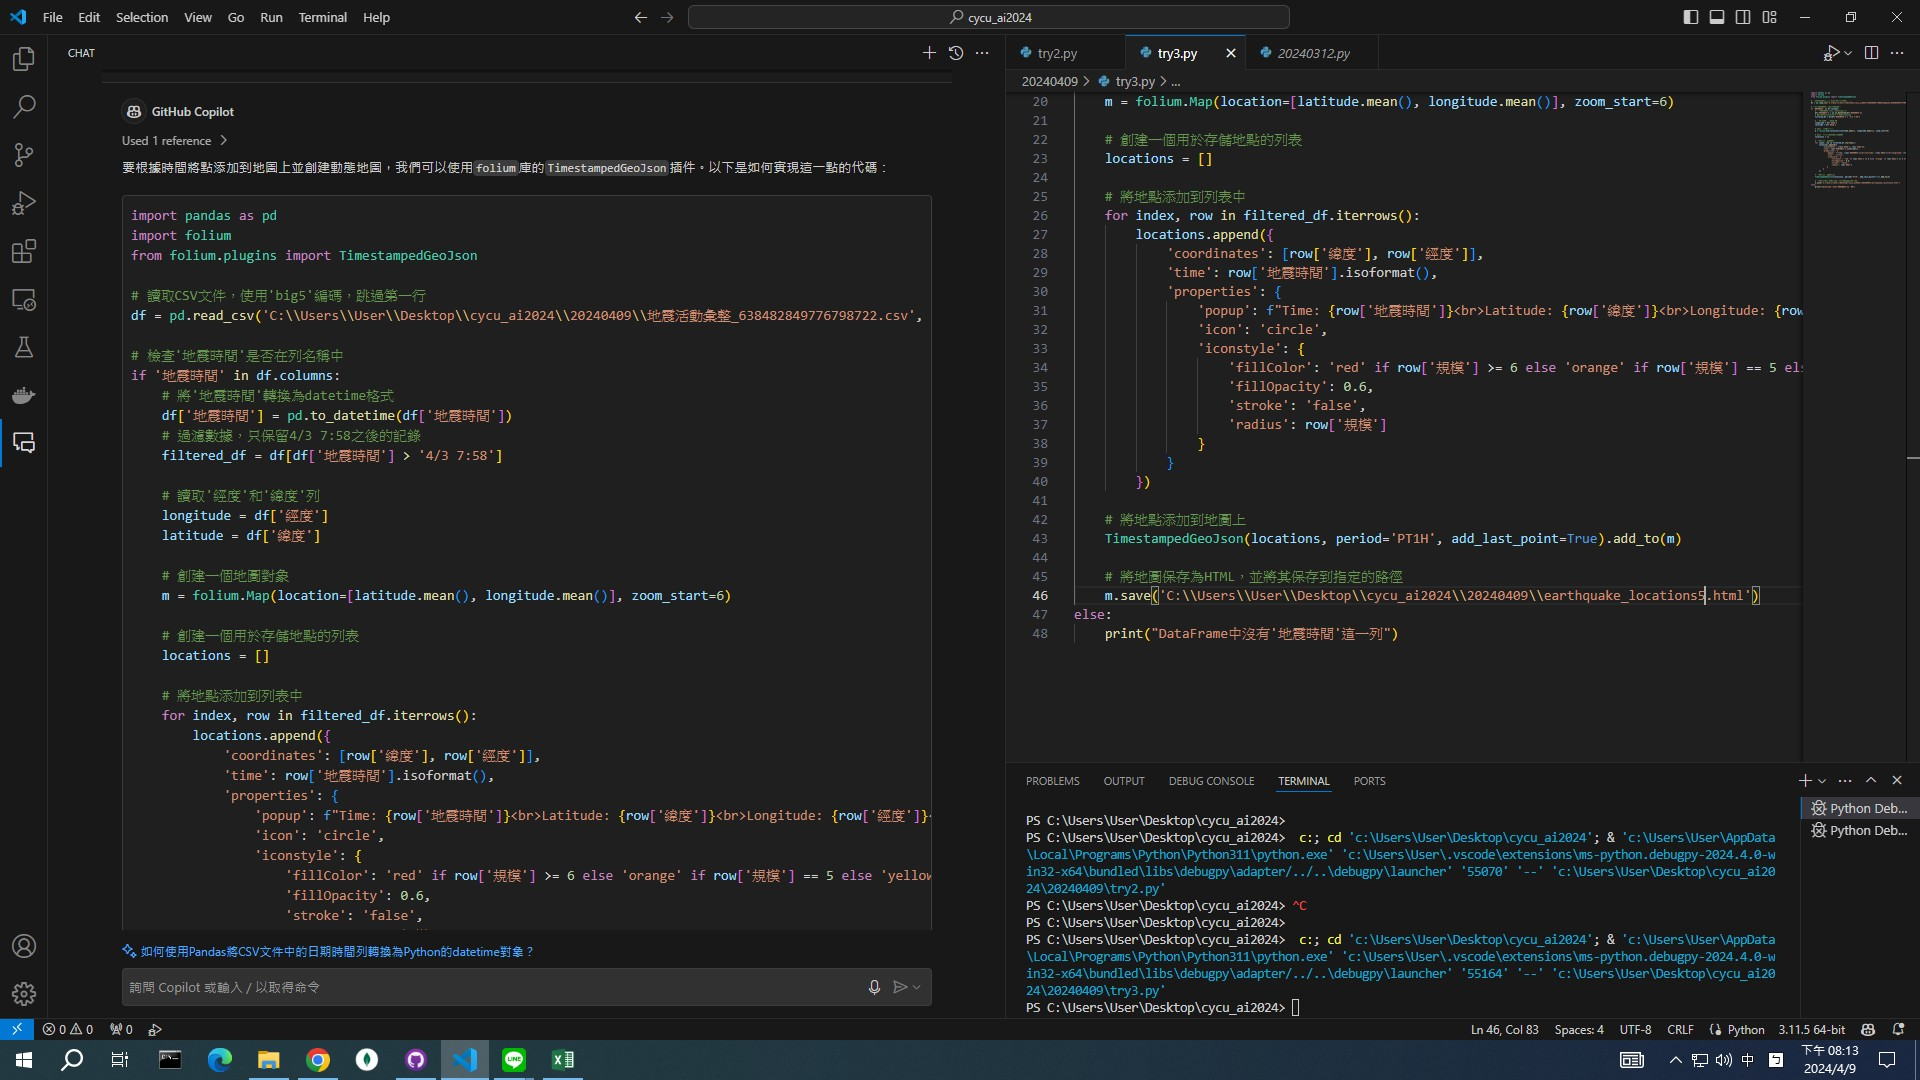 File Edit Selection View Go Run Terminal Help
cycu_ai2024
CHAT
GitHub Copilot
Used 1 reference
要根據時間將點添加到地圖上並創建動態地圖，我們可以使用folium庫的TimestampedGeoJson插件。以下是如何實現這一點的代碼：
import pandas as pd
import folium
from folium.plugins import TimestampedGeoJson
# 讀取CSV文件，使用'big5'編碼，跳過第一行
df = pd.read_csv('C:\\Users\\User\\Desktop\\cycu_ai2024\\20240409\\地震活動彙整_638482849776798722.csv',
# 檢查'地震時間'是否在列名稱中
if '地震時間' in df.columns:
# 將'地震時間'轉換為datetime格式
df['地震時間'] = pd.to_datetime(df['地震時間'])
# 過濾數據，只保留4/3 7:58之後的記錄
filtered_df = df[df['地震時間'] > '4/3 7:58']
# 讀取'經度'和'緯度'列
longitude = df['經度']
latitude = df['緯度']
# 創建一個地圖對象
m = folium.Map(location=[latitude.mean(), longitude.mean()], zoom_start=6)
# 創建一個用於存儲地點的列表
locations = []
# 將地點添加到列表中
for index, row in filtered_df.iterrows():
locations.append({
'coordinates': [row['緯度'], row['經度']],
'time': row['地震時間'].isoformat(),
'properties': {
'popup': f"Time: {row['地震時間']}<br>Latitude: {row['緯度']}<br>Longitude: {row['經度']}<
'icon': 'circle',
'iconstyle': {
'fillColor': 'red' if row['規模'] >= 6 else 'orange' if row['規模'] == 5 else 'yellow
'fillOpacity': 0.6,
'stroke': 'false',
如何使用Pandas將CSV文件中的日期時間列轉換為Python的datetime對象？
詢問 Copilot 或輸入 / 以取得命令
try2.py try3.py 20240312.py
20240409 > try3.py > ...
20 m = folium.Map(location=[latitude.mean(), longitude.mean()], zoom_start=6)
21
22 # 創建一個用於存儲地點的列表
23 locations = []
24
25 # 將地點添加到列表中
26 for index, row in filtered_df.iterrows():
27 locations.append({
28 'coordinates': [row['緯度'], row['經度']],
29 'time': row['地震時間'].isoformat(),
30 'properties': {
31 'popup': f"Time: {row['地震時間']}<br>Latitude: {row['緯度']}<br>Longitude: {row
32 'icon': 'circle',
33 'iconstyle': {
34 'fillColor': 'red' if row['規模'] >= 6 else 'orange' if row['規模'] == 5 els
35 'fillOpacity': 0.6,
36 'stroke': 'false',
37 'radius': row['規模']
38 }
39 }
40 })
41
42 # 將地點添加到地圖上
43 TimestampedGeoJson(locations, period='PT1H', add_last_point=True).add_to(m)
44
45 # 將地圖保存為HTML，並將其保存到指定的路徑
46 m.save('C:\\Users\\User\\Desktop\\cycu_ai2024\\20240409\\earthquake_locations5.html')
47 else:
48 print("DataFrame中沒有'地震時間'這一列")
PROBLEMS OUTPUT DEBUG CONSOLE TERMINAL PORTS
Python Deb...
Python Deb...
PS C:\Users\User\Desktop\cycu_ai2024>
PS C:\Users\User\Desktop\cycu_ai2024> c:; cd 'c:\Users\User\Desktop\cycu_ai2024'; & 'c:\Users\User\AppData
\Local\Programs\Python\Python311\python.exe' 'c:\Users\User\.vscode\extensions\ms-python.debugpy-2024.4.0-w
in32-x64\bundled\libs\debugpy\adapter/../..\debugpy\launcher' '55070' '--' 'c:\Users\User\Desktop\cycu_ai20
24\20240409\try2.py'
PS C:\Users\User\Desktop\cycu_ai2024> ^C
PS C:\Users\User\Desktop\cycu_ai2024>
PS C:\Users\User\Desktop\cycu_ai2024> c:; cd 'c:\Users\User\Desktop\cycu_ai2024'; & 'c:\Users\User\AppData
\Local\Programs\Python\Python311\python.exe' 'c:\Users\User\.vscode\extensions\ms-python.debugpy-2024.4.0-w
in32-x64\bundled\libs\debugpy\adapter/../..\debugpy\launcher' '55164' '--' 'c:\Users\User\Desktop\cycu_ai20
24\20240409\try3.py'
PS C:\Users\User\Desktop\cycu_ai2024>
0 0 0 Ln 46, Col 83 Spaces: 4 UTF-8 CRLF Python 3.11.5 64-bit
LINE
中
下午 08:13
2024/4/9